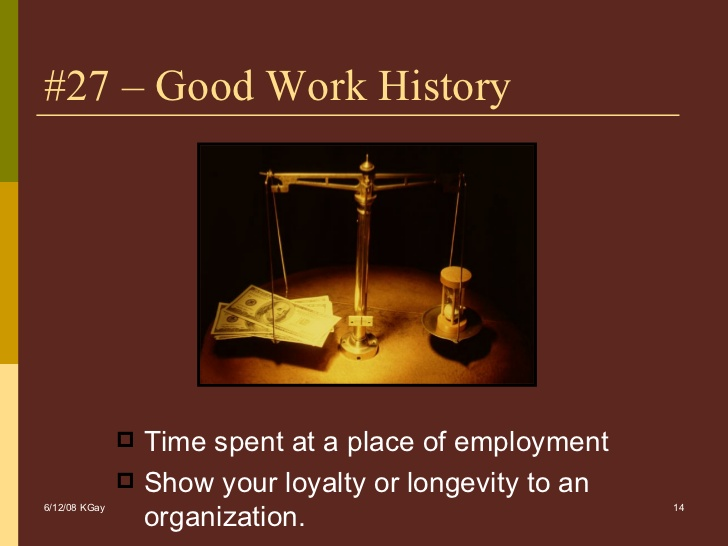 #27 – Good Work History
Time spent at a place of employment
Show your loyalty or longevity to an
organization.
6/12/08 KGay
14